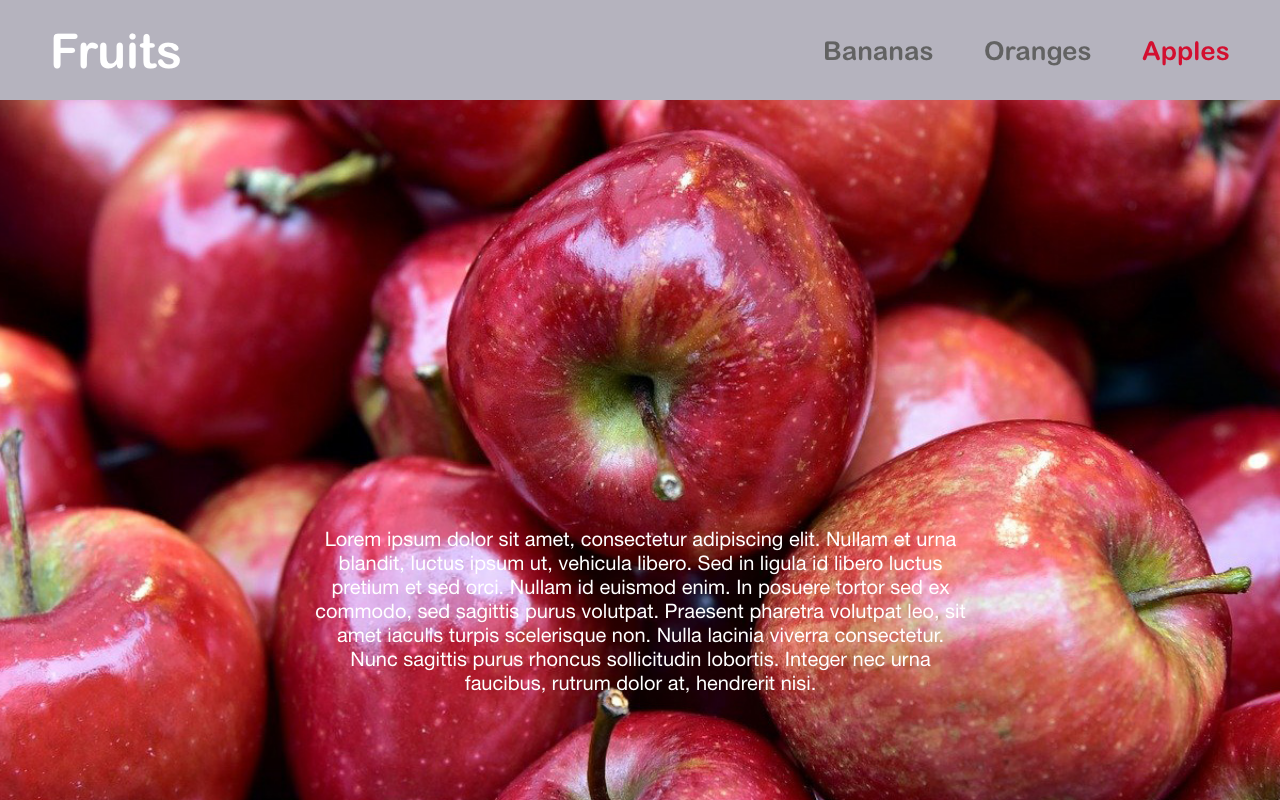 Fruits
Bananas Oranges Apples
Lorem ipsum dolor sit amet, consectetur adipiscing elit. Nullam et urna
blandit, luctus ipsum ut, vehicula libero. Sed in ligula id libero luctus
pretium et sed orci. Nullam id euismod enim. In posuere tortor sed ex
commodo, sed sagittis purus volutpat. Praesent pharetra volutpat leo, sit
amet iaculis turpis scelerisque non. Nulla lacinia viverra consectetur.
Nunc sagittis purus rhoncus sollicitudin lobortis. Integer nec urna
faucibus, rutrum dolor at, hendrerit nisi.